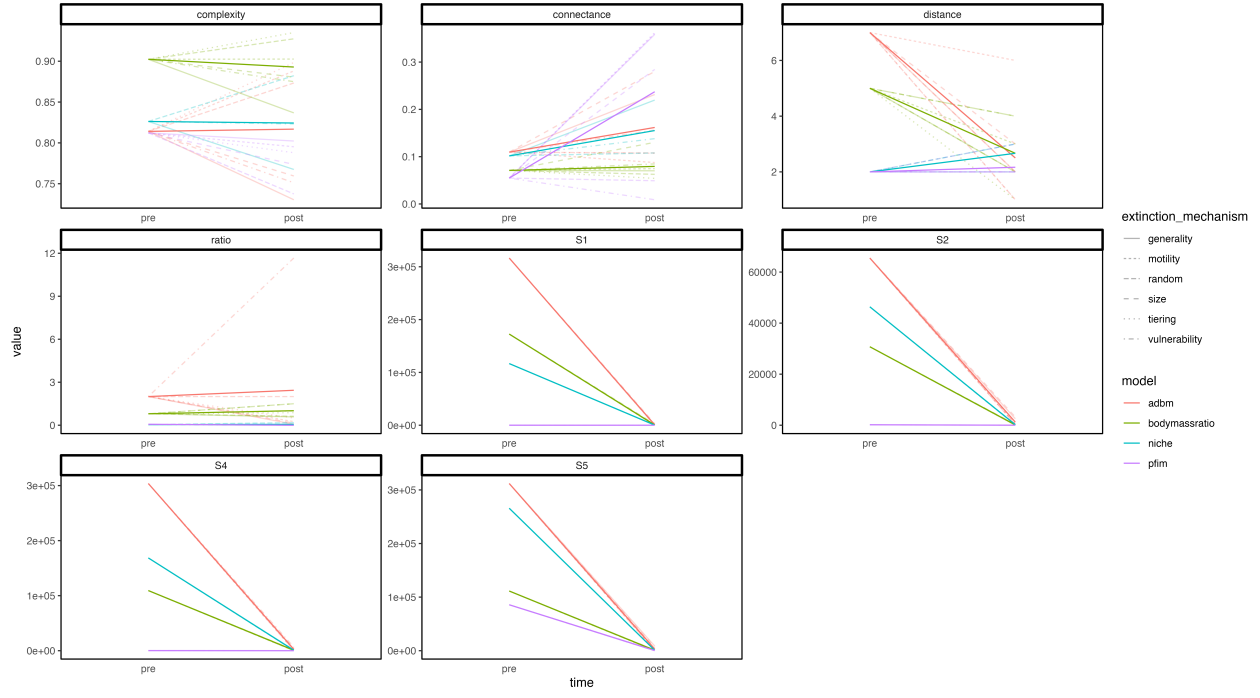 complexity
connectance
distance
0.90
0.85
0.80
0.75
0.3
0.2
0.1
0.0
6
4
2
pre
post
pre
post
pre
post
ratio
S1
S2
12
9
6
3
0
3e+05
2e+05
1e+05
0e+00
60000
40000
20000
0
pre
post
pre
post
pre
post
S4
S5
3e+05
2e+05
1e+05
0e+00
3e+05
2e+05
1e+05
0e+00
pre
post
pre
post
value
time
extinction_mechanism
generality
motility
random
size
tiering
vulnerability
model
adbm
bodymassratio
niche
pfim